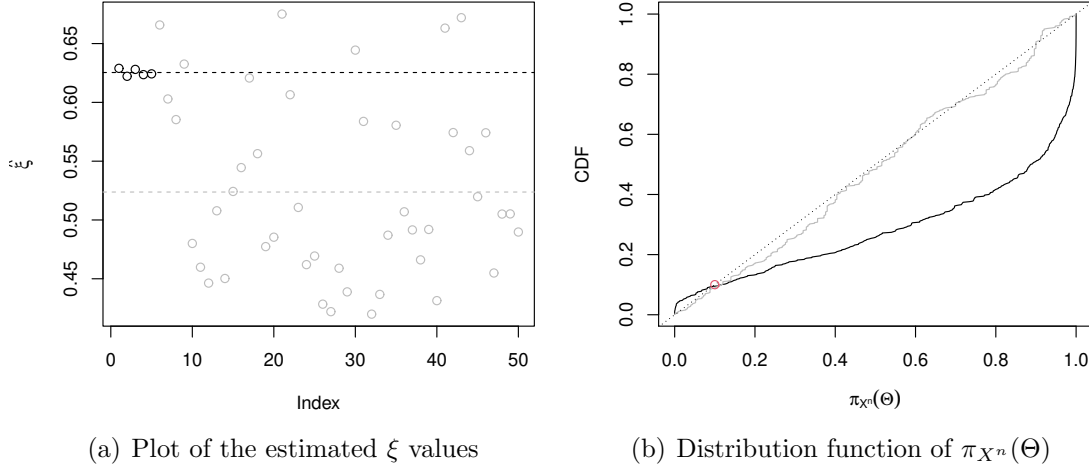 0.65
0.60
0.55
0.50
0.45
ξ̂
0 10 20 30 40 50
Index
(a) Plot of the estimated ξ values
1.0
0.8
0.6
0.4
0.2
0.0
CDF
0.0 0.2 0.4 0.6 0.8 1.0
πXⁿ(Θ)
(b) Distribution function of πXⁿ(Θ)